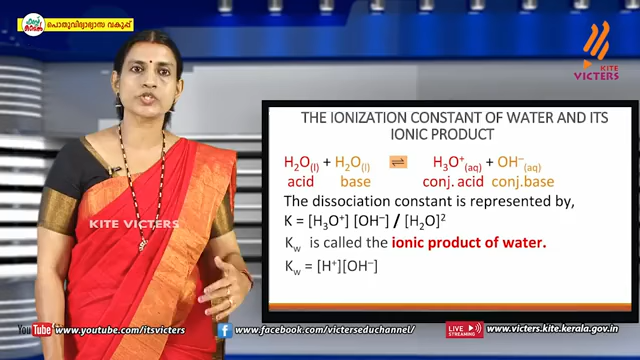 പൊതുവിദ്യാഭ്യാസ വകുപ്പ്
KITE
VICTERS
THE IONIZATION CONSTANT OF WATER AND ITS
IONIC PRODUCT
H₂O(l) + H₂O(l) ⇌ H₃O⁺(aq) + OH⁻(aq)
acid base conj. acid conj.base
The dissociation constant is represented by,
K = [H₃O⁺] [OH⁻] / [H₂O]²
Kw is called the ionic product of water.
Kw = [H⁺][OH⁻]
KITE VICTERS
YouTube www.youtube.com/itsvicters
www.facebook.com/victerseduchannel/
LIVE STREAMING www.victers.kite.kerala.gov.in